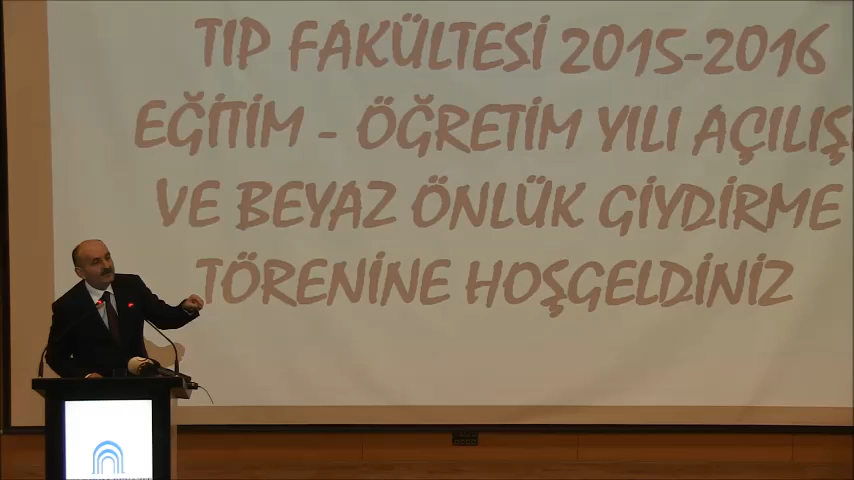 TIP FAKÜLTESİ 2015-2016
EĞİTİM - ÖĞRETİM YILI AÇILIŞ
VE BEYAZ ÖNLÜK GİYDİRME
TÖRENİNE HOŞGELDİNİZ